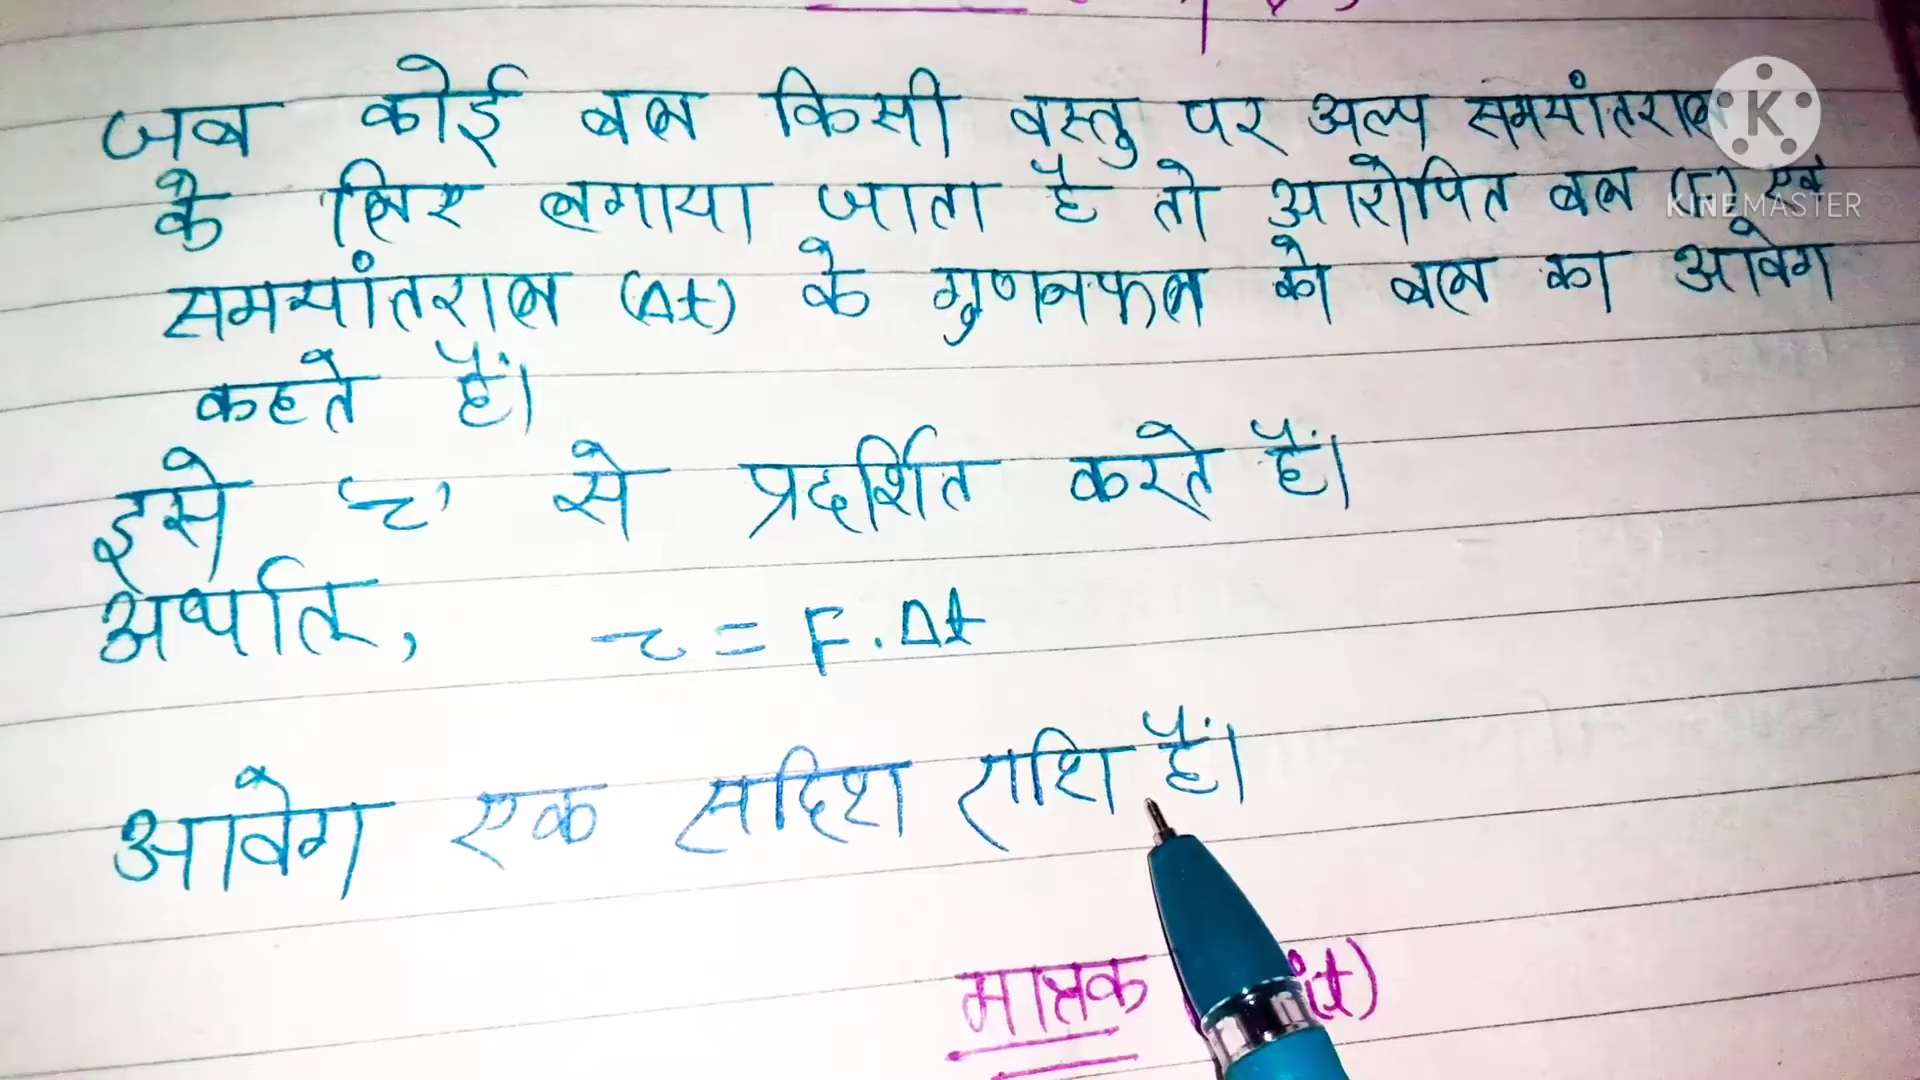 जब कोई बल किसी वस्तु पर अल्प समयांतराल
के लिए लगाया जाता है तो आरोपित बल (F) एवं
समयांतराल (Δt) के गुणनफल को बल का आवेग
कहते हैं।
इसे 'τ' से प्रदर्शित करते हैं।
अर्थात्, τ = F.Δt
आवेग एक सदिश राशि हैं।
मात्रक
KINEMASTER